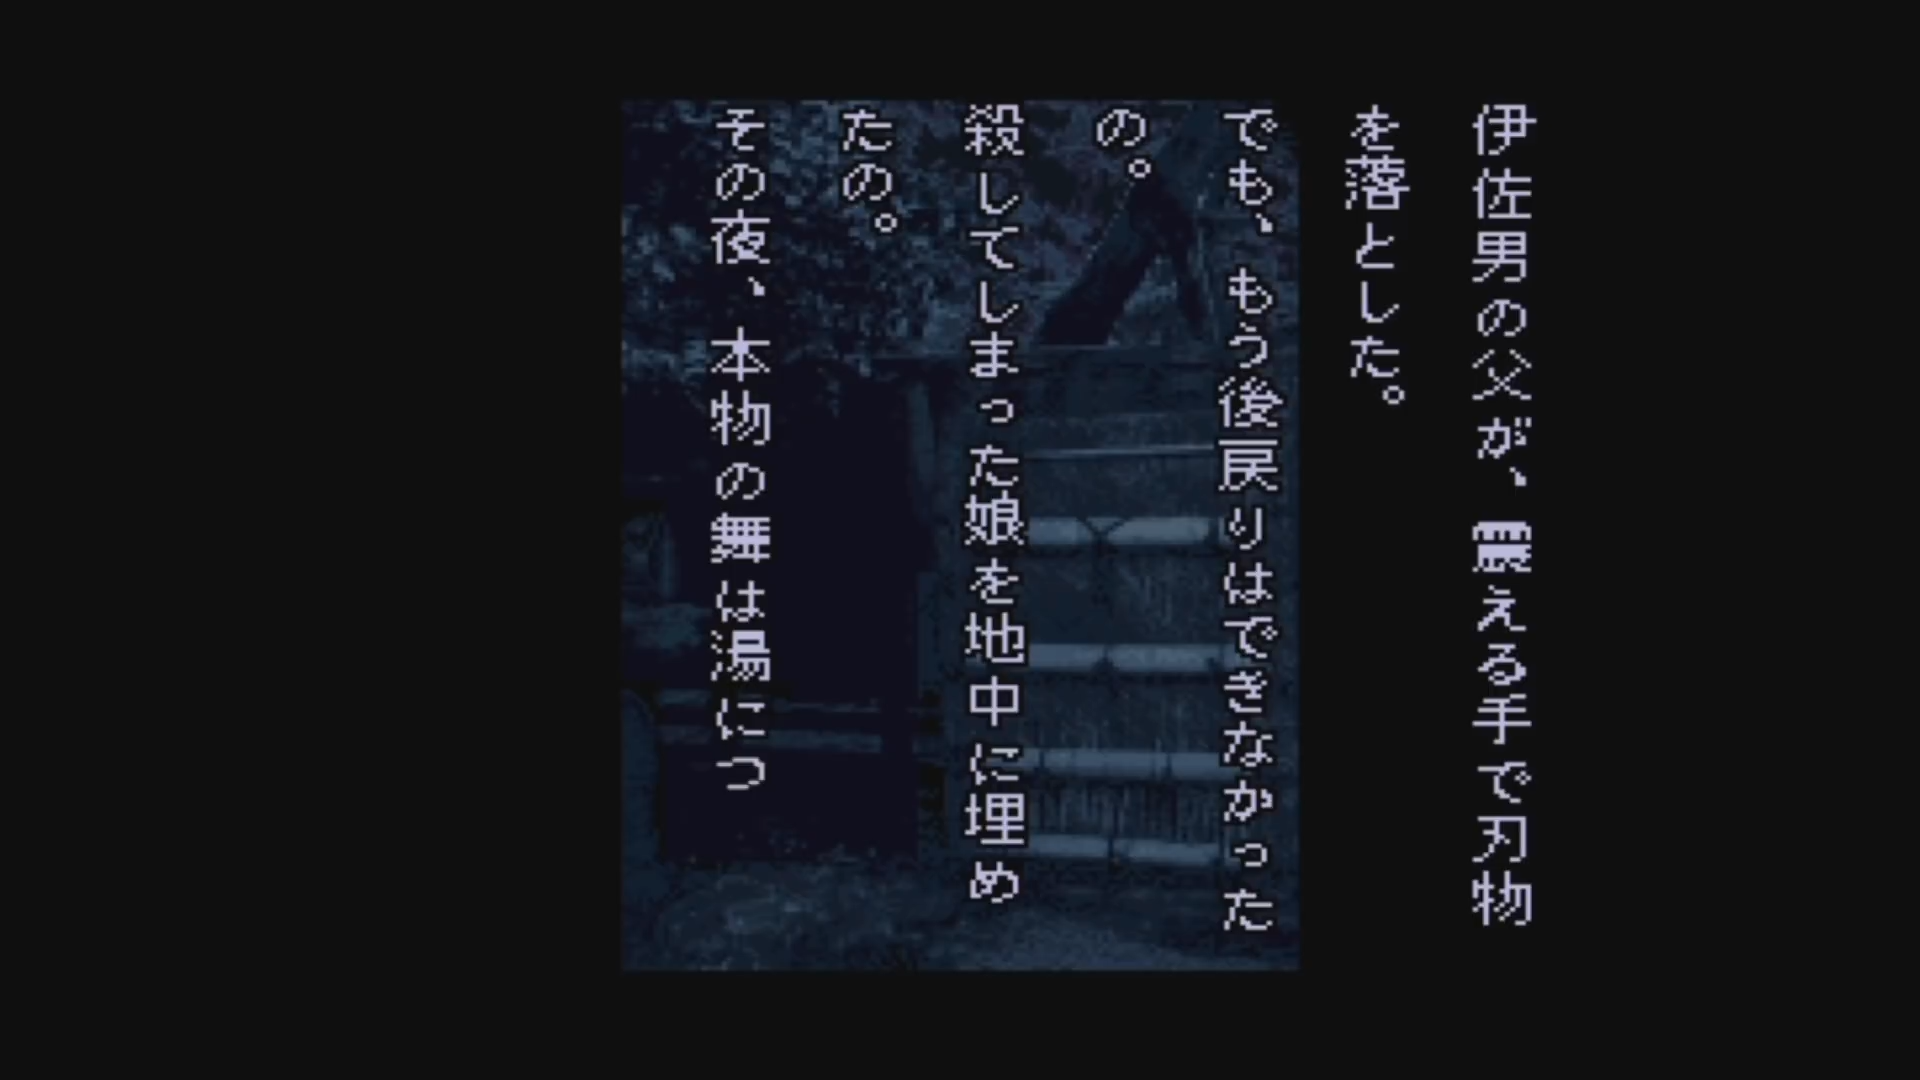 伊佐男の父が、震える手で刃物
を落とした。
でも、もう後戻りはできなかった
の。
殺してしまった娘を地中に埋め
たの。
その夜、本物の舞は湯につ